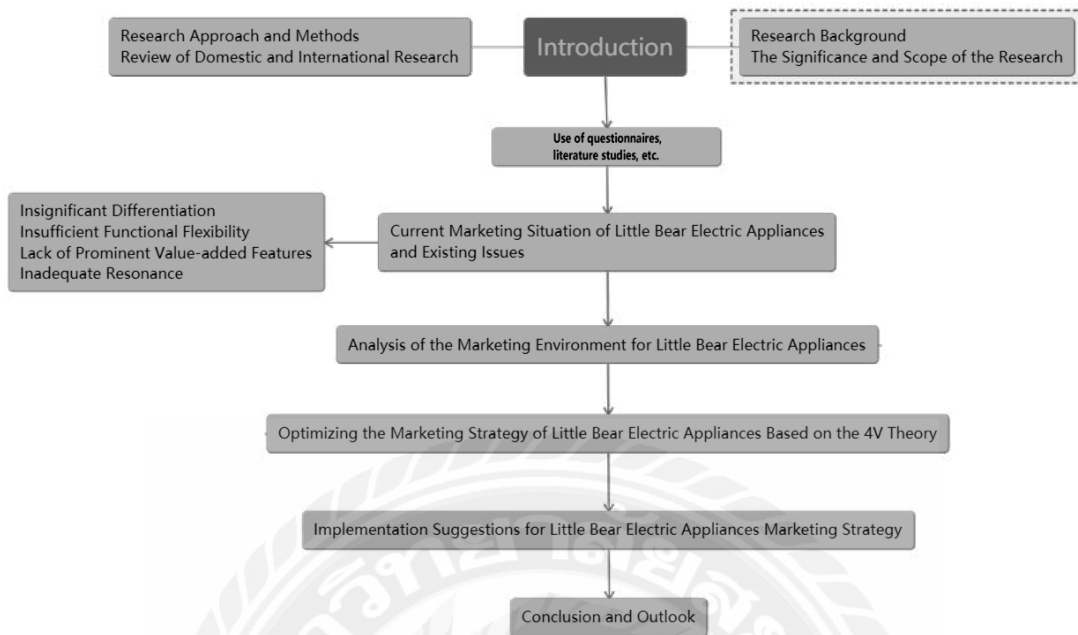 Research Approach and Methods
Review of Domestic and International Research
Introduction
Research Background
The Significance and Scope of the Research
Use of questionnaires,
literature studies, etc.
Insignificant Differentiation
Insufficient Functional Flexibility
Lack of Prominent Value-added Features
Inadequate Resonance
Current Marketing Situation of Little Bear Electric Appliances
and Existing Issues
Analysis of the Marketing Environment for Little Bear Electric Appliances
Optimizing the Marketing Strategy of Little Bear Electric Appliances Based on the 4V Theory
Implementation Suggestions for Little Bear Electric Appliances Marketing Strategy
Conclusion and Outlook